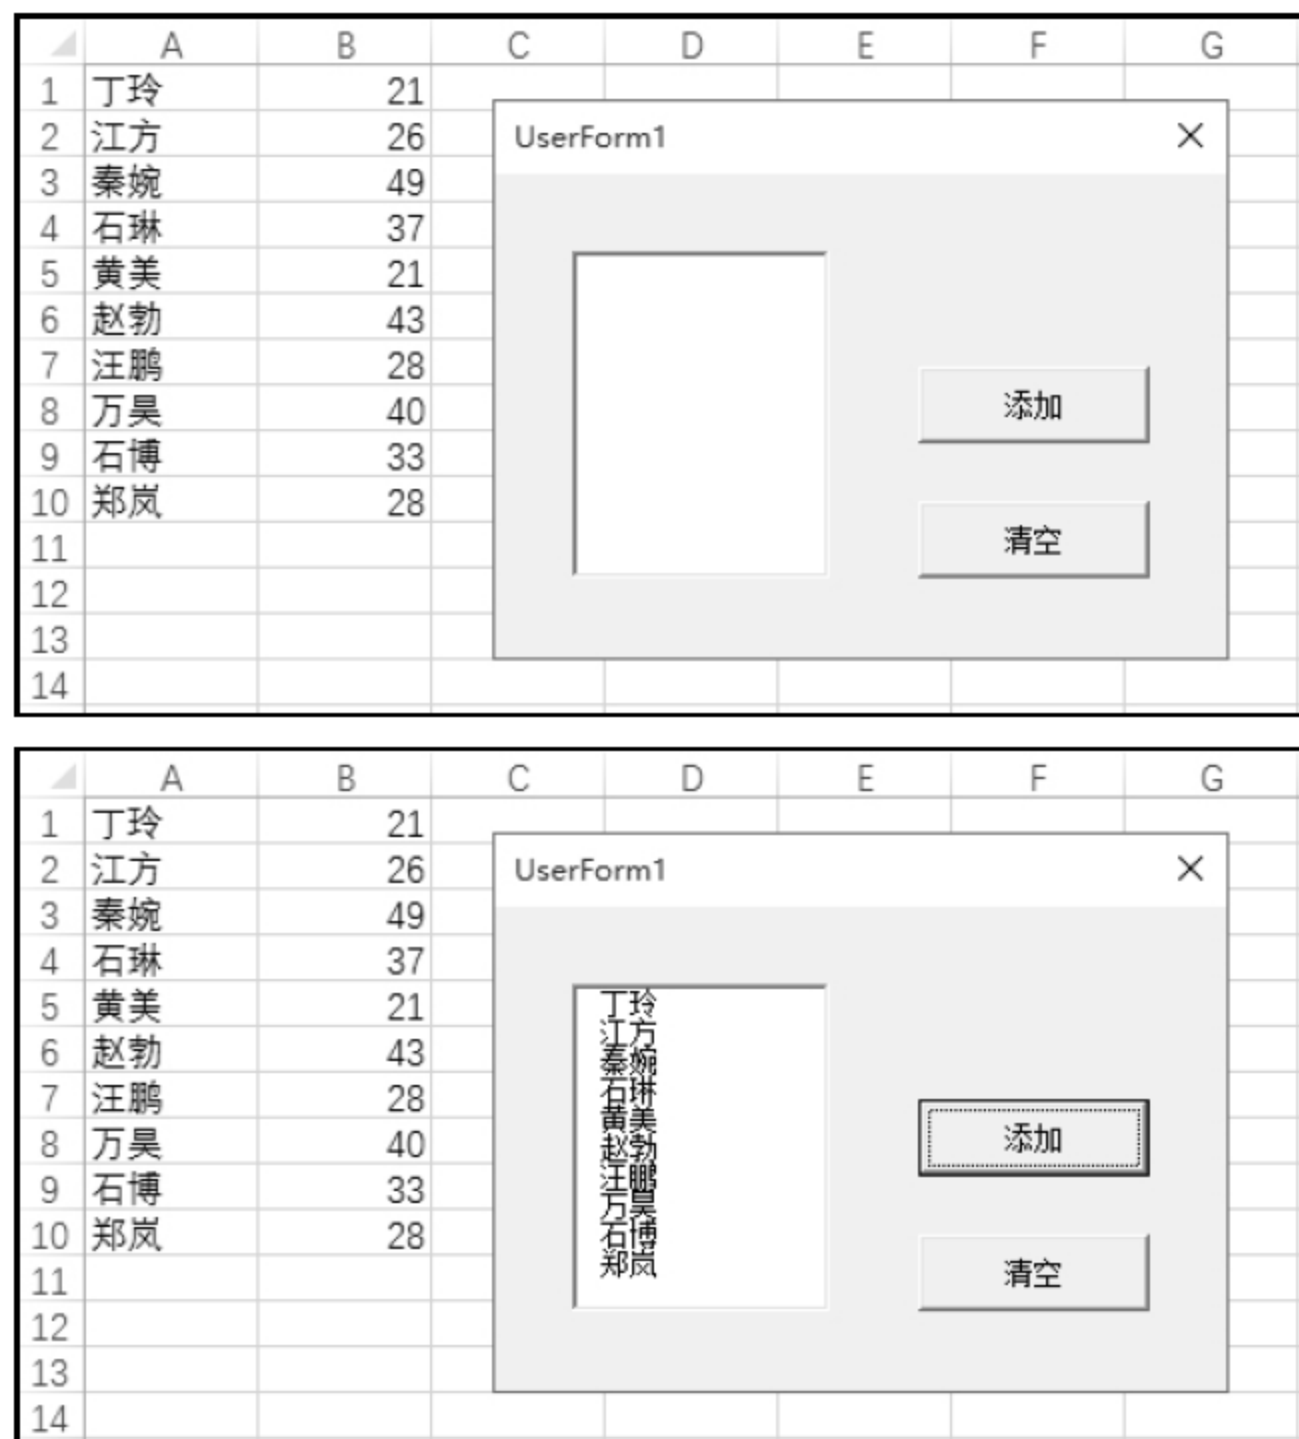 A B C D E F G
1 丁玲 21
2 江方 26
3 秦婉 49
4 石琳 37
5 黄美 21
6 赵勃 43
7 汪鹏 28
8 万昊 40
9 石博 33
10 郑岚 28
11
12
13
14
UserForm1
添加
清空
A B C D E F G
1 丁玲 21
2 江方 26
3 秦婉 49
4 石琳 37
5 黄美 21
6 赵勃 43
7 汪鹏 28
8 万昊 40
9 石博 33
10 郑岚 28
11
12
13
14
UserForm1
丁玲
江方
秦婉
石琳
黄美
赵勃
汪鹏
万昊
石博
郑岚
添加
清空